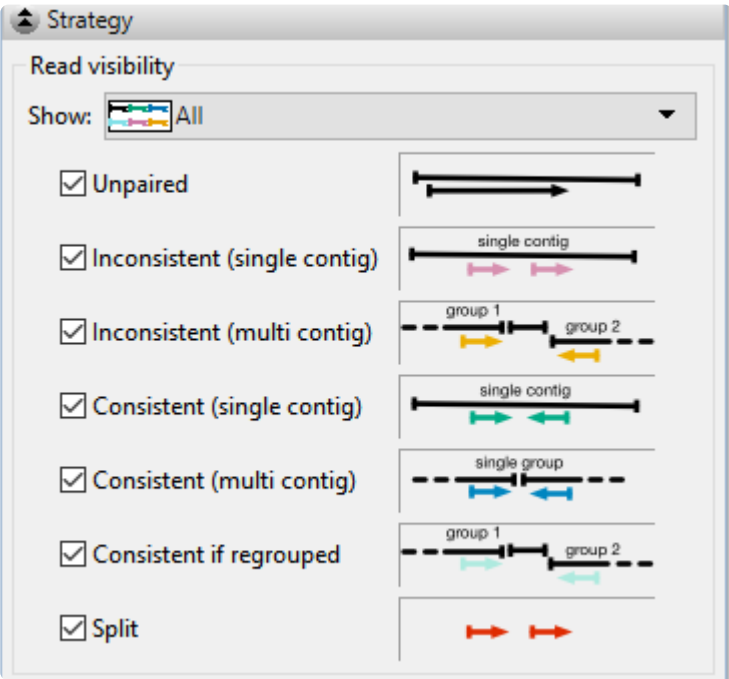 Strategy
Read visibility
Show: All
Unpaired
Inconsistent (single contig)
single contig
Inconsistent (multi contig)
group 1
group 2
Consistent (single contig)
single contig
Consistent (multi contig)
single group
Consistent if regrouped
group 1
group 2
Split